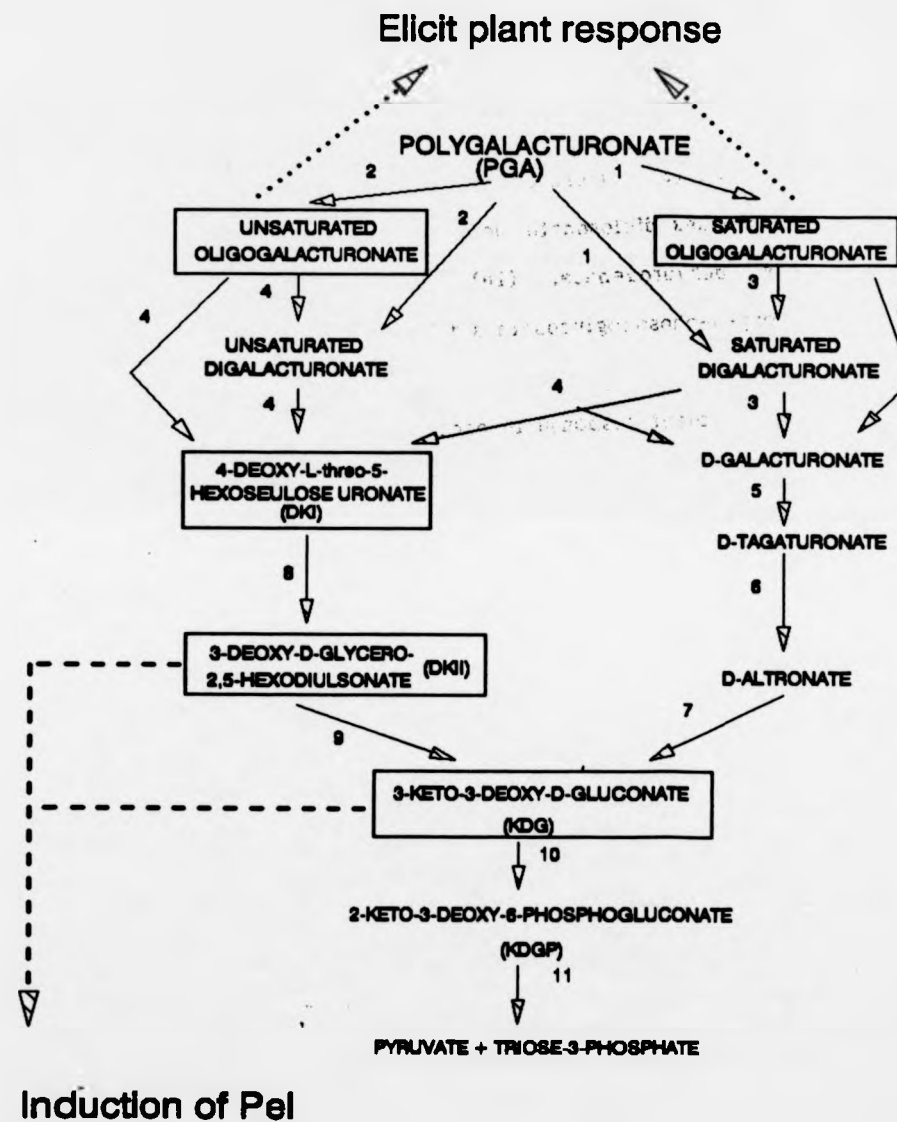 Elicit plant response
POLYGALACTURONATE
(PGA)
2
1
UNSATURATED
OLIGOGALACTURONATE
2
1
SATURATED
OLIGOGALACTURONATE
4
4
3
UNSATURATED
DIGALACTURONATE
SATURATED
DIGALACTURONATE
4
4
3
4-DEOXY-L-threo-5-
HEXOSEULOSE URONATE
(DKI)
D-GALACTURONATE
5
D-TAGATURONATE
8
6
3-DEOXY-D-GLYCERO-
2,5-HEXODIULSONATE (DKII)
D-ALTRONATE
9
7
3-KETO-3-DEOXY-D-GLUCONATE
(KDG)
10
2-KETO-3-DEOXY-6-PHOSPHOGLUCONATE
(KDGP)
11
PYRUVATE + TRIOSE-3-PHOSPHATE
Induction of Pel